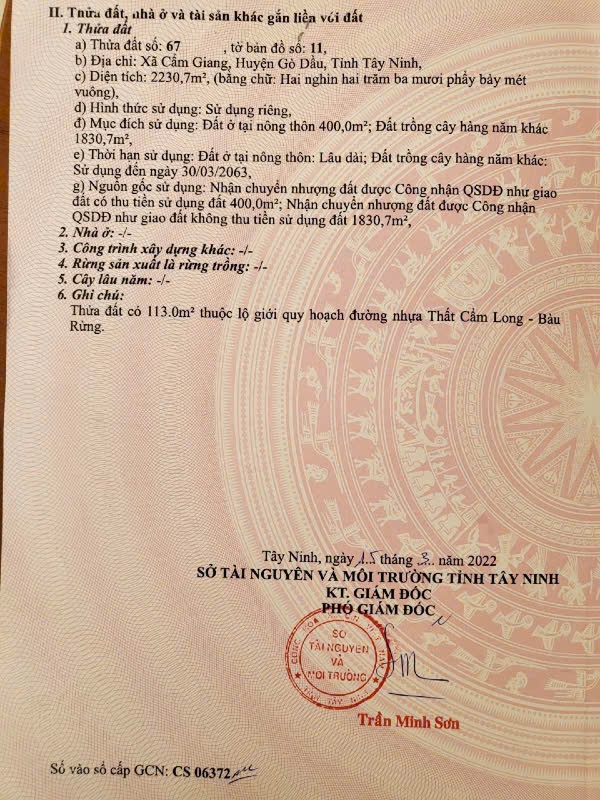 II. Thửa đất, nhà ở và tài sản khác gắn liền với đất
1. Thửa đất
a) Thửa đất số: 67 , tờ bản đồ số: 11,
b) Địa chỉ: Xã Cẩm Giang, Huyện Gò Dầu, Tỉnh Tây Ninh,
c) Diện tích: 2230,7m², (bằng chữ: Hai nghìn hai trăm ba mươi phẩy bảy mét
vuông),
d) Hình thức sử dụng: Sử dụng riêng,
đ) Mục đích sử dụng: Đất ở tại nông thôn 400,0m²; Đất trồng cây hàng năm khác
1830,7m²,
e) Thời hạn sử dụng: Đất ở tại nông thôn: Lâu dài; Đất trồng cây hàng năm khác:
Sử dụng đến ngày 30/03/2063,
g) Nguồn gốc sử dụng: Nhận chuyển nhượng đất được Công nhận QSDĐ như giao
đất có thu tiền sử dụng đất 400,0m²; Nhận chuyển nhượng đất được Công nhận
QSDĐ như giao đất không thu tiền sử dụng đất 1830,7m²,
2. Nhà ở: -/-
3. Công trình xây dựng khác: -/-
4. Rừng sản xuất là rừng trồng: -/-
5. Cây lâu năm: -/-
6. Ghi chú:
Thửa đất có 113.0m² thuộc lộ giới quy hoạch đường nhựa Thất Cẩm Long - Bàu
Rừng.
Tây Ninh, ngày 15 tháng 3 năm 2022
SỞ TÀI NGUYÊN VÀ MÔI TRƯỜNG TỈNH TÂY NINH
KT. GIÁM ĐỐC
PHÓ GIÁM ĐỐC
SỞ
TÀI NGUYÊN
VÀ
MÔI TRƯỜNG
TỈNH TÂY NINH
Trần Minh Sơn
Số vào sổ cấp GCN: CS 06372